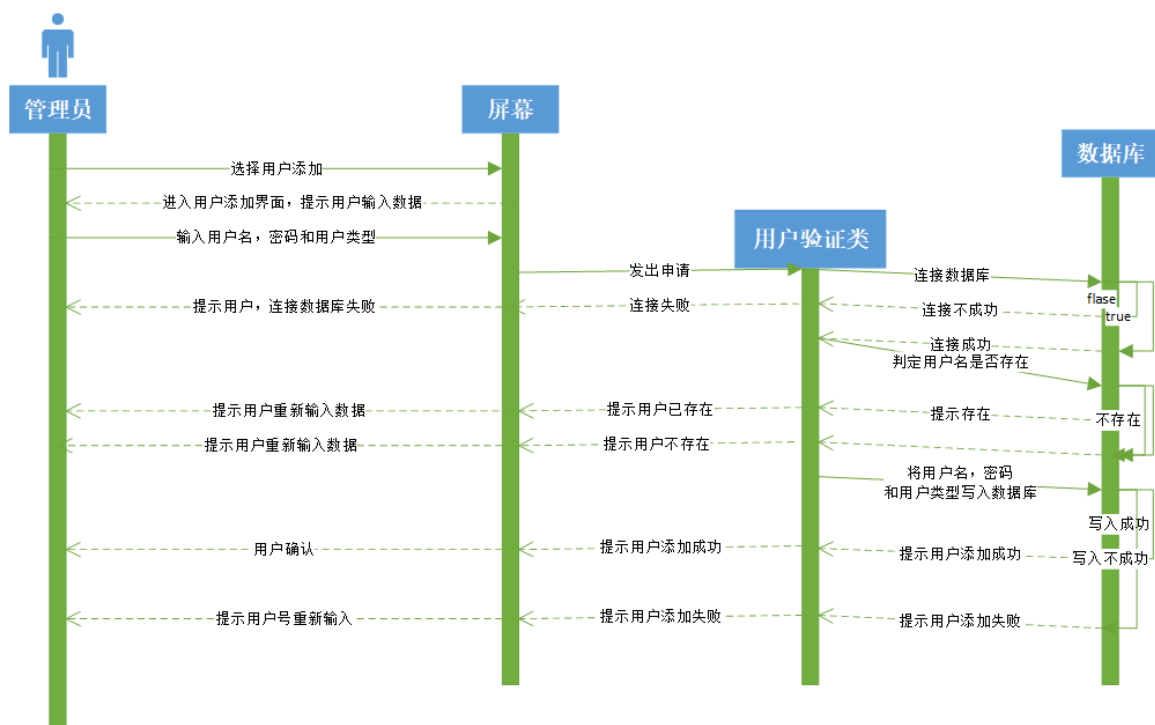 管理员
屏幕
数据库
选择用户添加
进入用户添加界面，提示用户输入数据
输入用户名，密码和用户类型
用户验证类
发出申请
连接数据库
提示用户，连接数据库失败
连接失败
连接不成功
flase
true
连接成功
判定用户名是否存在
提示用户重新输入数据
提示用户已存在
提示存在
不存在
提示用户重新输入数据
提示用户不存在
将用户名，密码
和用户类型写入数据库
写入成功
用户确认
提示用户添加成功
提示用户添加成功
写入不成功
提示用户号重新输入
提示用户添加失败
提示用户添加失败